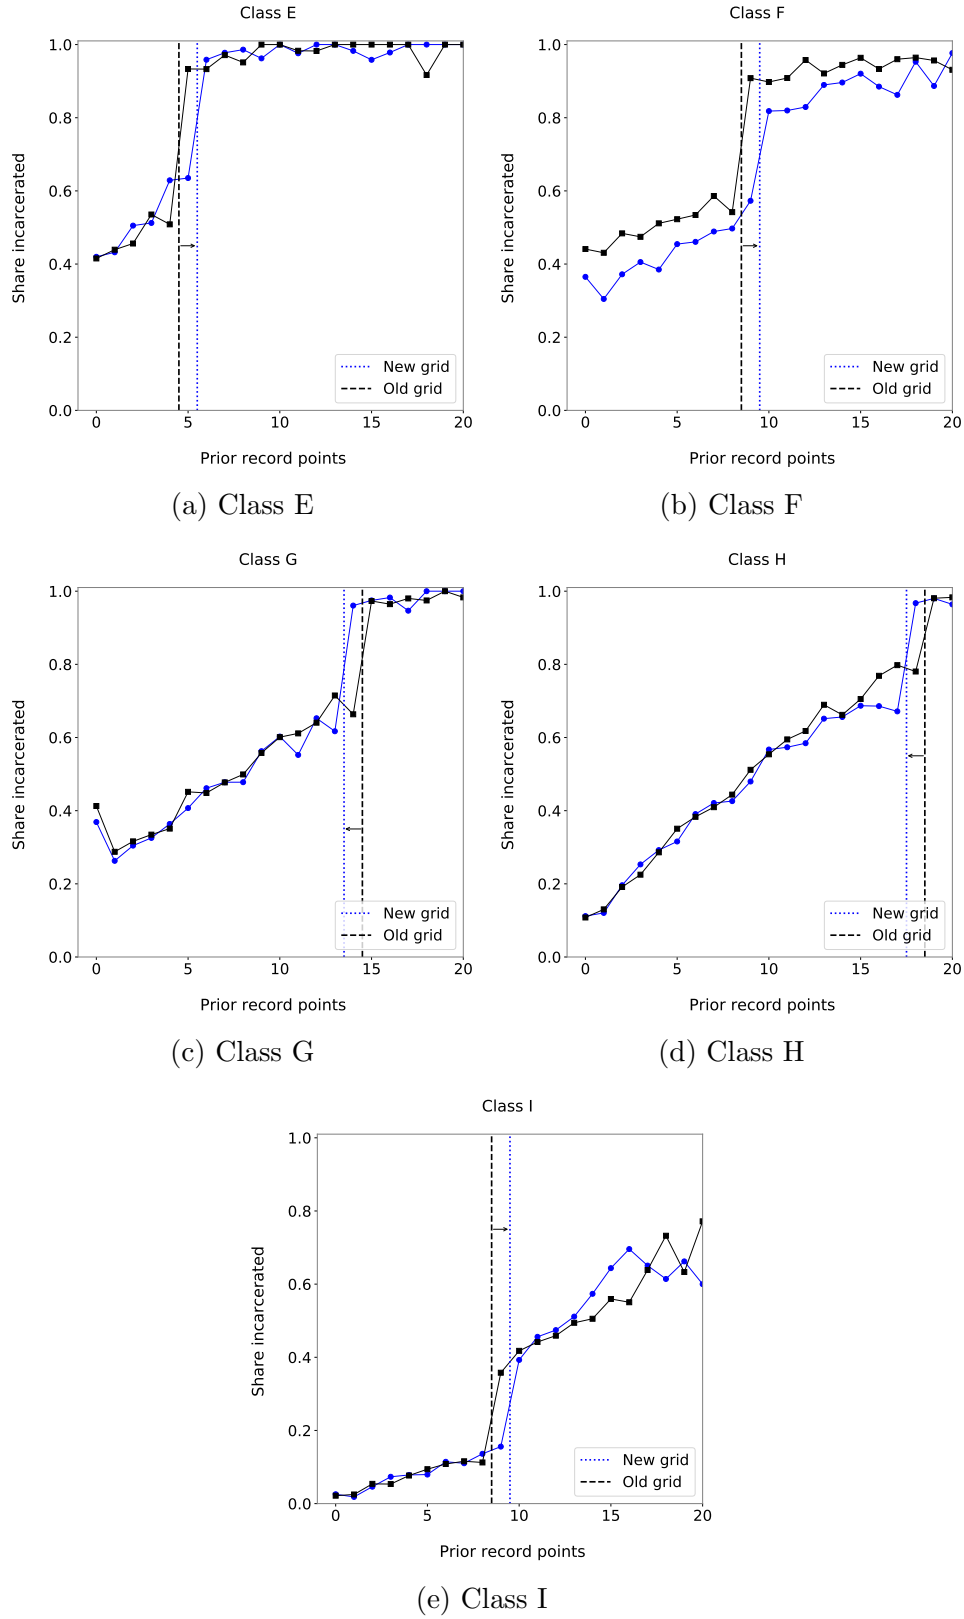 Class E
Share incarcerated
1.0
0.8
0.6
0.4
0.2
0.0
0 5 10 15 20
Prior record points
New grid
Old grid
(a) Class E
Class F
Share incarcerated
1.0
0.8
0.6
0.4
0.2
0.0
0 5 10 15 20
Prior record points
New grid
Old grid
(b) Class F
Class G
Share incarcerated
1.0
0.8
0.6
0.4
0.2
0.0
0 5 10 15 20
Prior record points
New grid
Old grid
(c) Class G
Class H
Share incarcerated
1.0
0.8
0.6
0.4
0.2
0.0
0 5 10 15 20
Prior record points
New grid
Old grid
(d) Class H
Class I
Share incarcerated
1.0
0.8
0.6
0.4
0.2
0.0
0 5 10 15 20
Prior record points
New grid
Old grid
(e) Class I